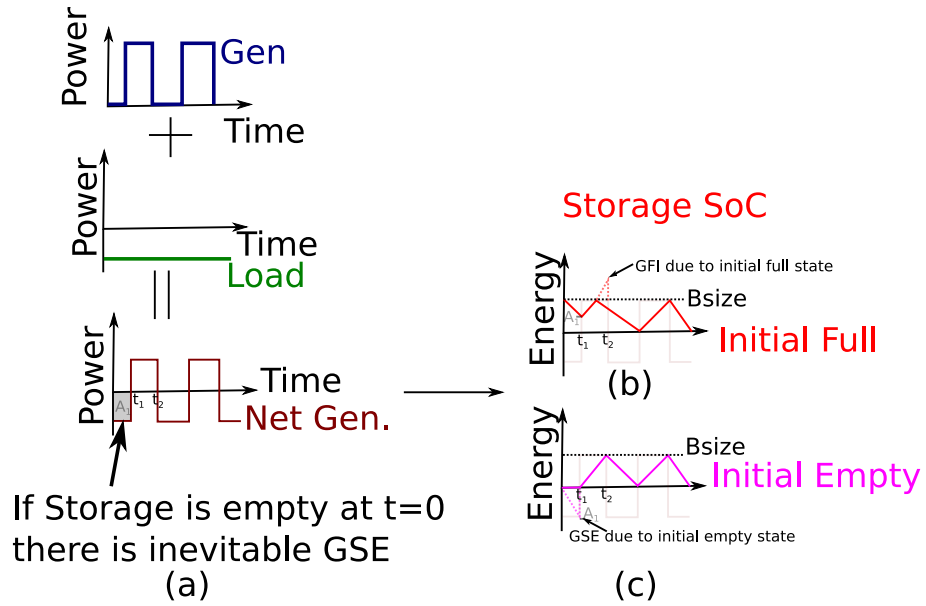 Power
Gen
Time
Power
Time
Load
Power
A1
t1
t2
Time
Net Gen.
If Storage is empty at t=0
there is inevitable GSE
(a)
Storage SoC
GFI due to initial full state
Energy
Bsize
A1
t1
t2
Initial Full
(b)
Energy
Bsize
Initial Empty
t1
t2
A1
GSE due to initial empty state
(c)